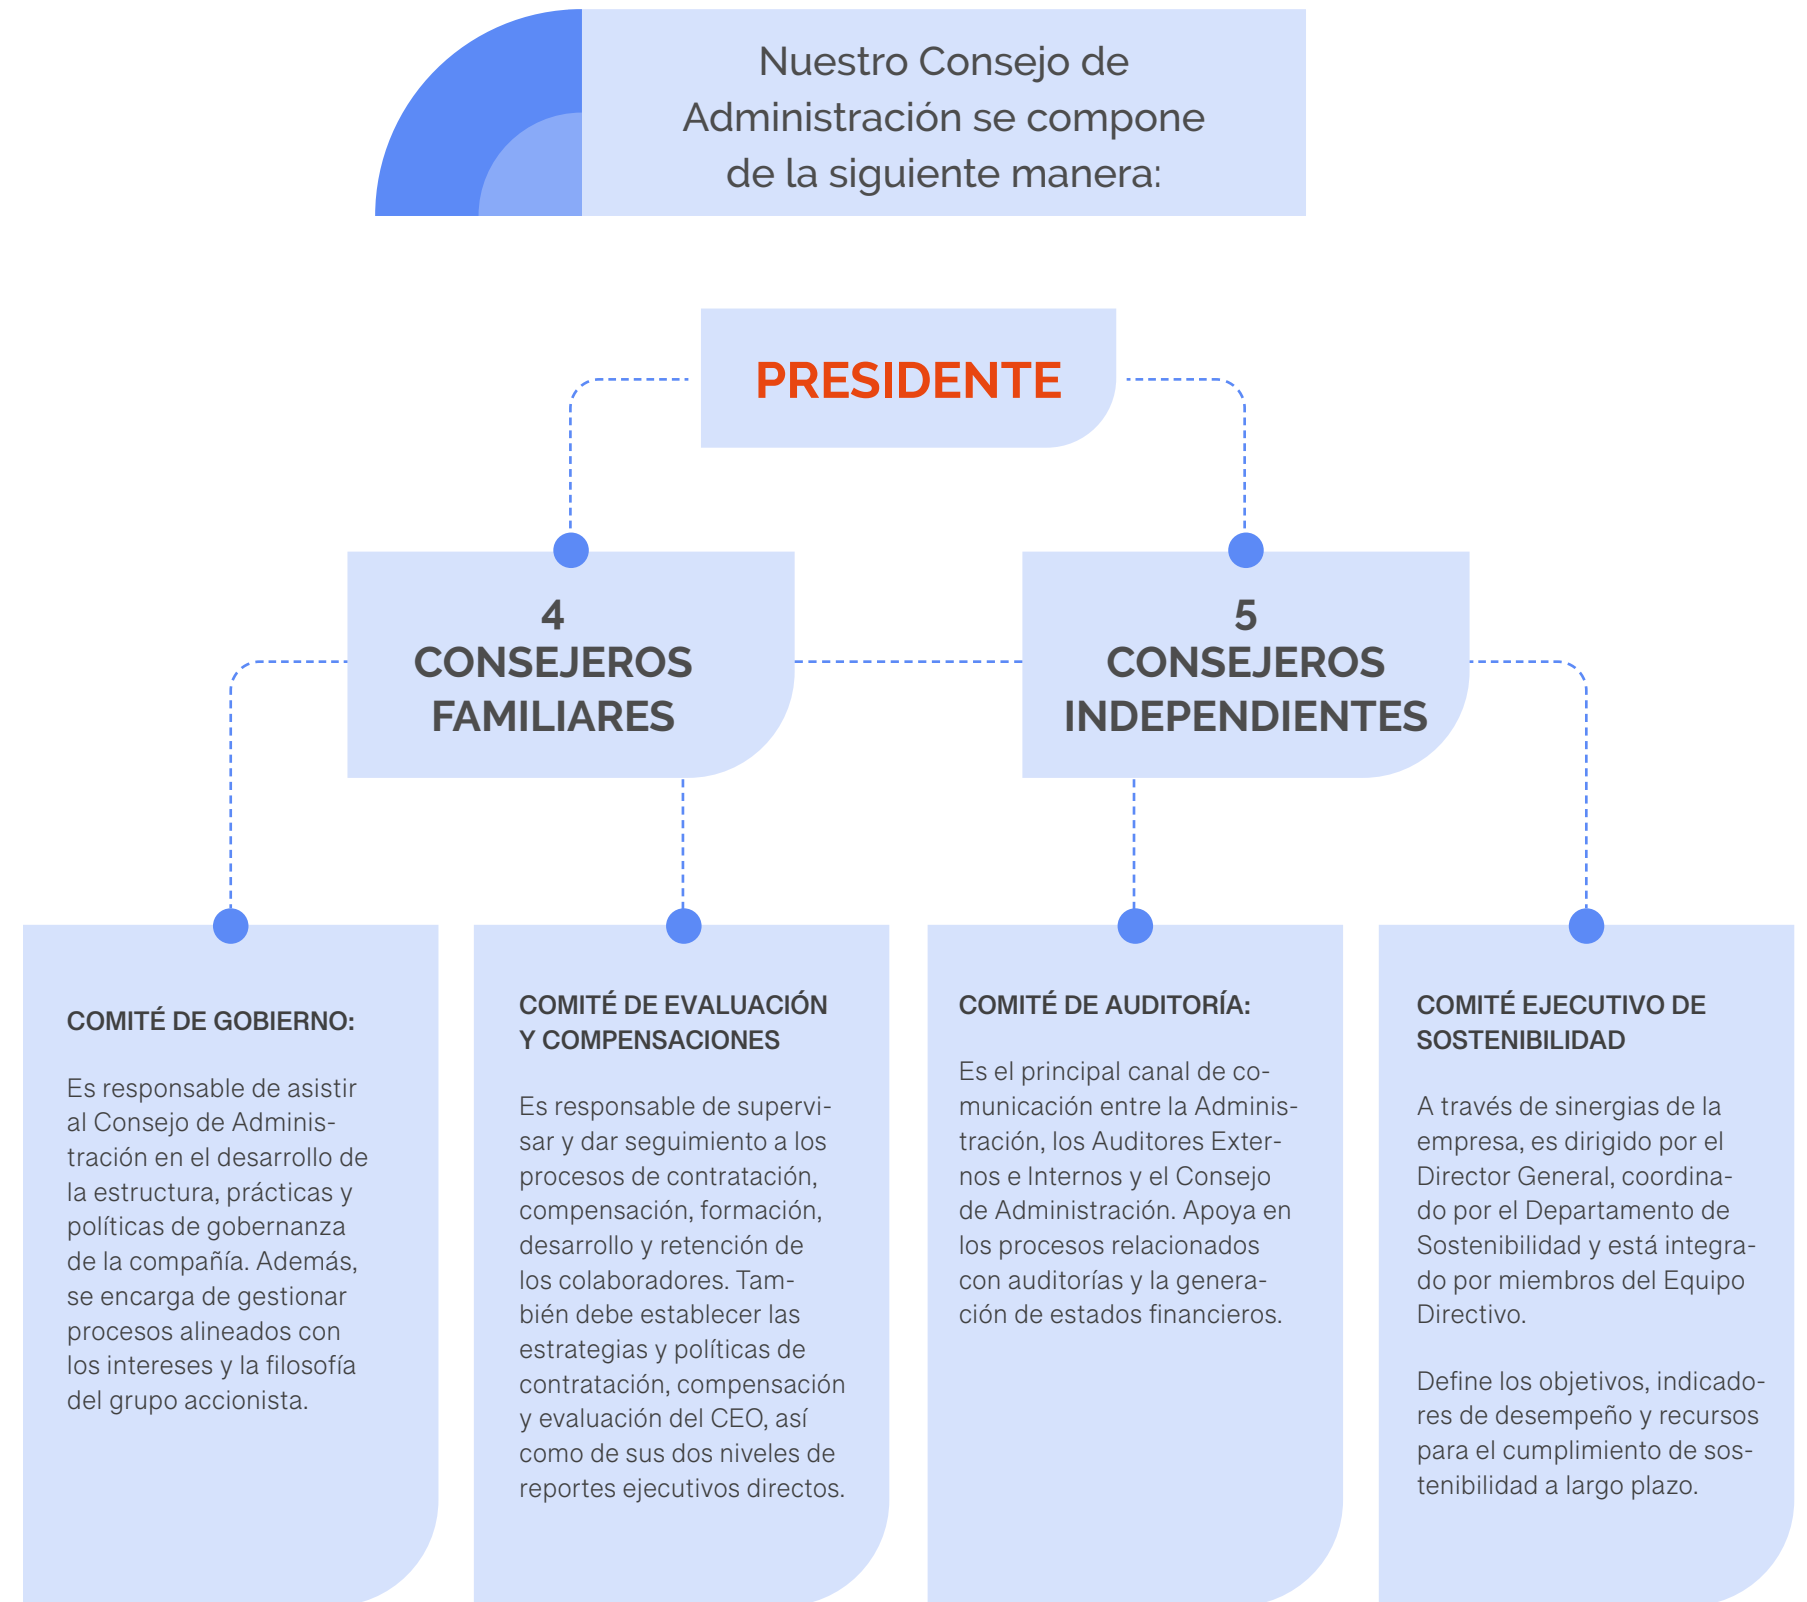 Nuestro Consejo de
Administración se compone
de la siguiente manera:
PRESIDENTE
4
CONSEJEROS
FAMILIARES
5
CONSEJEROS
INDEPENDIENTES
COMITÉ DE GOBIERNO:
Es responsable de asistir
al Consejo de Adminis-
tración en el desarrollo de
la estructura, prácticas y
políticas de gobernanza
de la compañía. Además,
se encarga de gestionar
procesos alineados con
los intereses y la filosofía
del grupo accionista.
COMITÉ DE EVALUACIÓN
Y COMPENSACIONES
Es responsable de supervi-
sar y dar seguimiento a los
procesos de contratación,
compensación, formación,
desarrollo y retención de
los colaboradores. Tam-
bién debe establecer las
estrategias y políticas de
contratación, compensación
y evaluación del CEO, así
como de sus dos niveles de
reportes ejecutivos directos.
COMITÉ DE AUDITORÍA:
Es el principal canal de co-
municación entre la Adminis-
tración, los Auditores Exter-
nos e Internos y el Consejo
de Administración. Apoya en
los procesos relacionados
con auditorías y la genera-
ción de estados financieros.
COMITÉ EJECUTIVO DE
SOSTENIBILIDAD
A través de sinergias de la
empresa, es dirigido por el
Director General, coordina-
do por el Departamento de
Sostenibilidad y está integra-
do por miembros del Equipo
Directivo.
Define los objetivos, indicado-
res de desempeño y recursos
para el cumplimiento de sos-
tenibilidad a largo plazo.